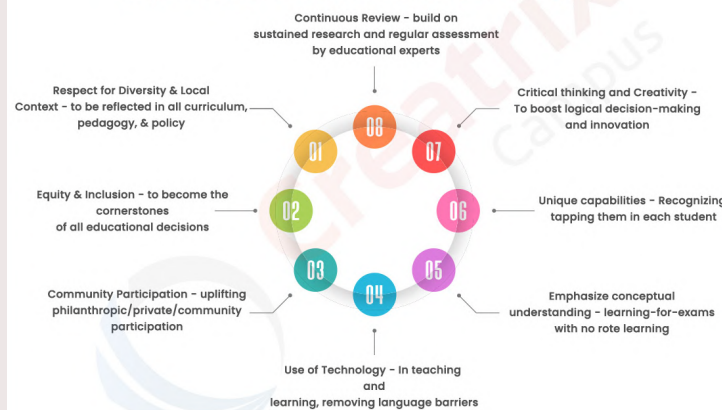 Continuous Review - build on
sustained research and regular assessment
by educational experts
Respect for Diversity & Local
Context - to be reflected in all curriculum,
pedagogy, & policy
Critical thinking and Creativity -
To boost logical decision-making
and innovation
08
01
07
Equity & Inclusion - to become the
cornerstones
of all educational decisions
02
06
Unique capabilities - Recognizing
tapping them in each student
03
05
04
Community Participation - uplifting
philanthropic/private/community
participation
Emphasize conceptual
understanding - learning-for-exams
with no rote learning
Use of Technology - In teaching
and
learning, removing language barriers
creatrix
campus